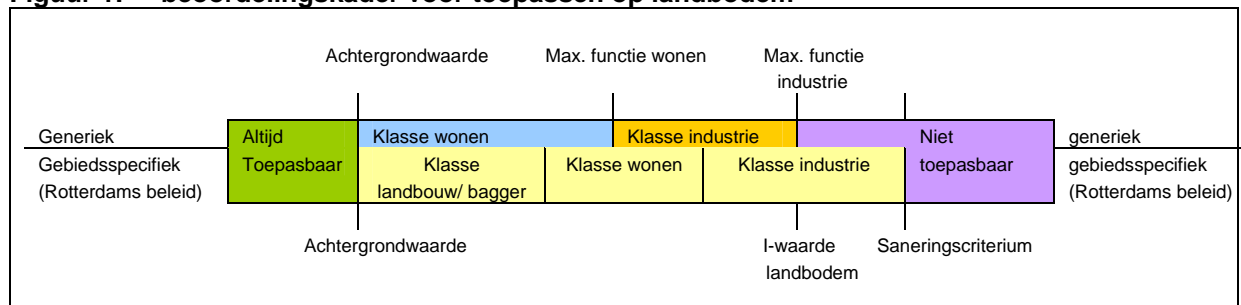 Achtergrondwaarde Max. functie wonen Max. functie
industrie
Generiek Altijd Klasse wonen Klasse industrie Niet generiek
Gebiedsspecifiek Toepasbaar Klasse Klasse wonen Klasse industrie toepasbaar gebiedsspecifiek
(Rotterdams beleid) landbouw/ bagger (Rotterdams beleid)
Achtergrondwaarde I-waarde Saneringscriterium
landbodem